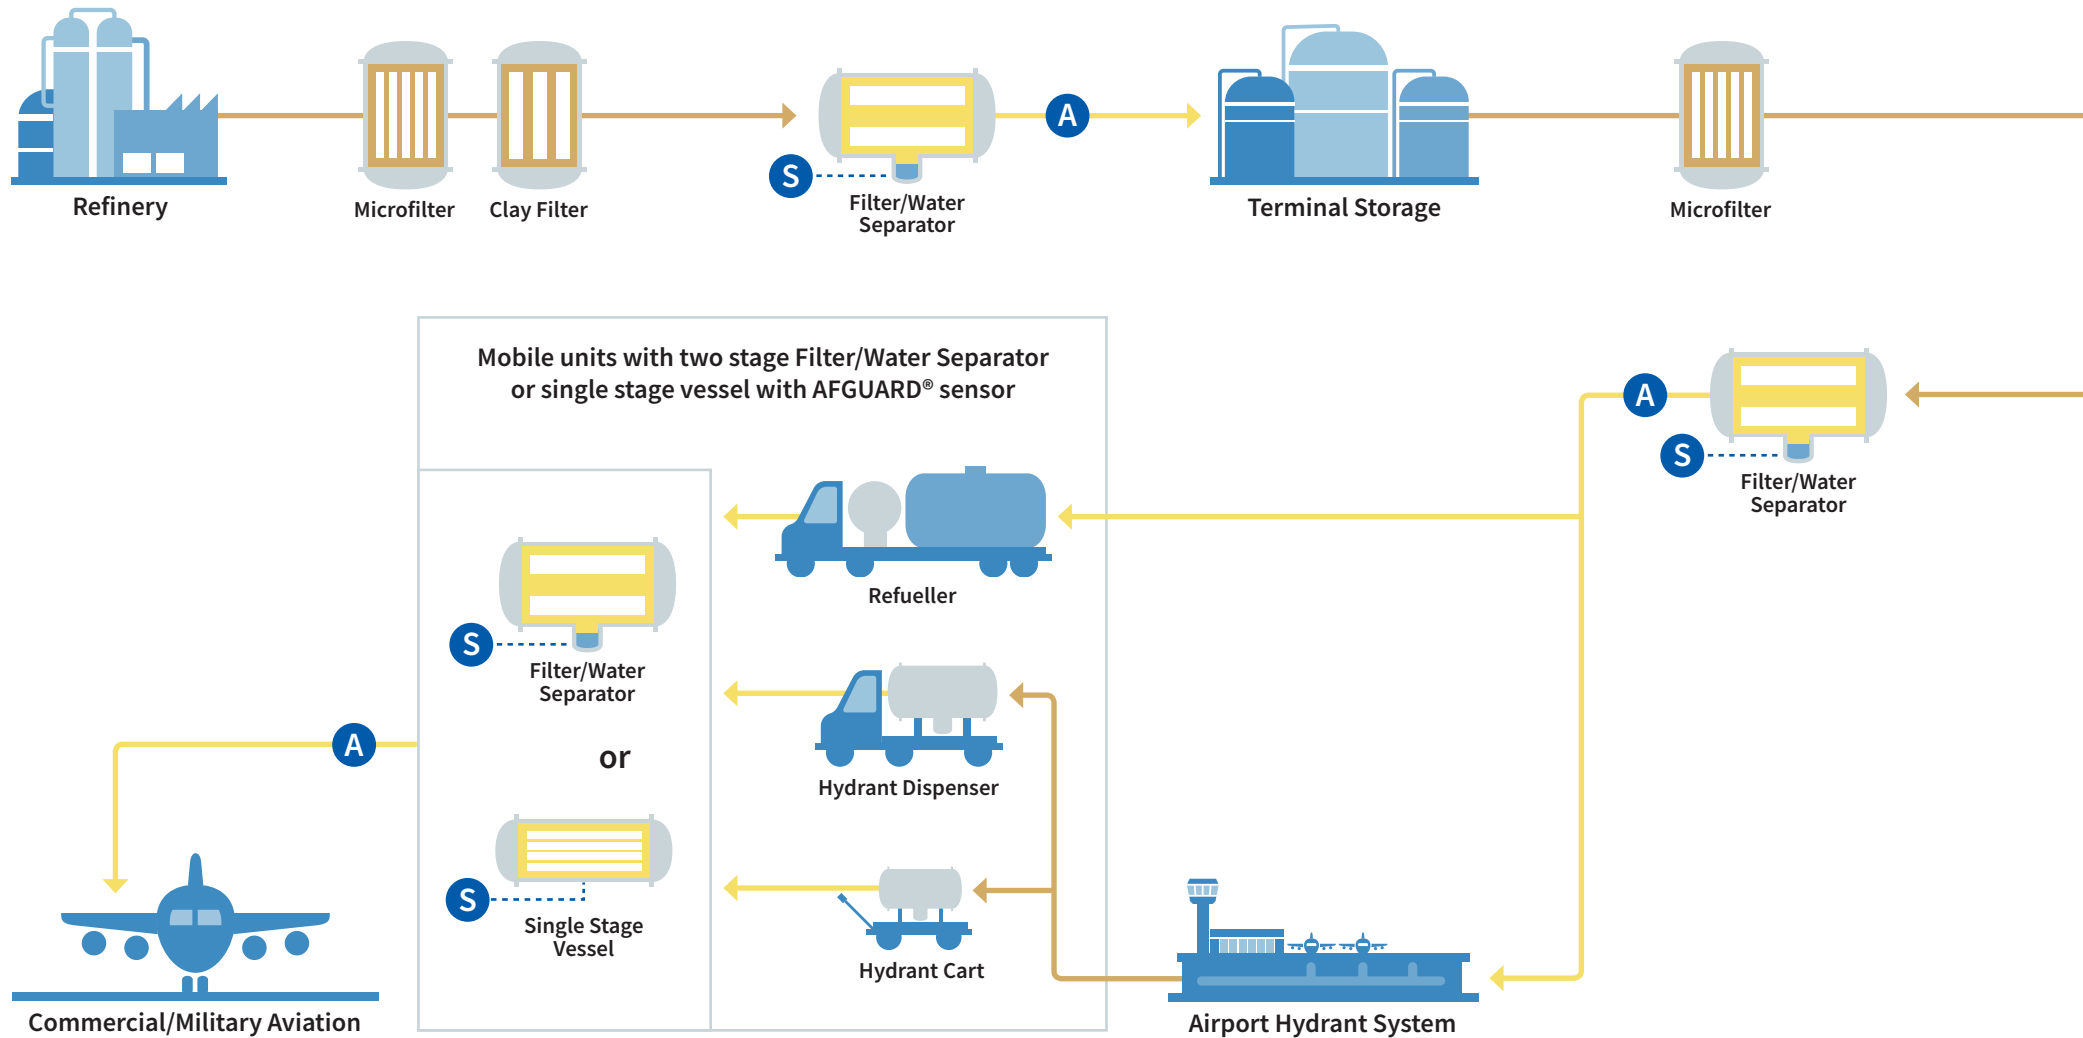 A
S
Refinery
Microfilter
Clay Filter
Filter/Water
Separator
Terminal Storage
Microfilter
Mobile units with two stage Filter/Water Separator
or single stage vessel with AFGUARD® sensor
A
S
Filter/Water
Separator
Refueller
S
Filter/Water
Separator
or
A
Hydrant Dispenser
S
Single Stage
Vessel
Hydrant Cart
Commercial/Military Aviation
Airport Hydrant System